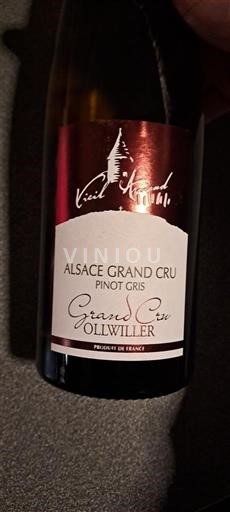 Vieil Armand
VINIOU
ALSACE GRAND CRU
PINOT GRIS
Grand Cru
OLLWILLER
PRODUIT DE FRANCE